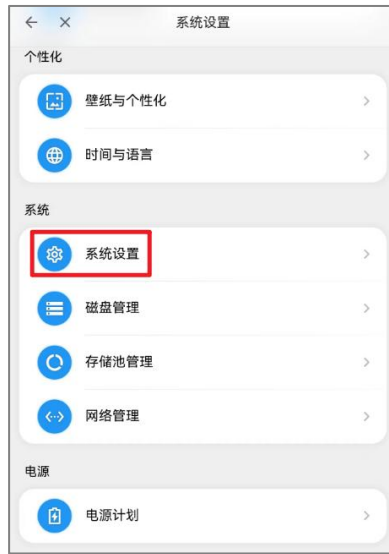 系统设置
个性化
壁纸与个性化
时间与语言
系统
系统设置
磁盘管理
存储池管理
网络管理
电源
电源计划